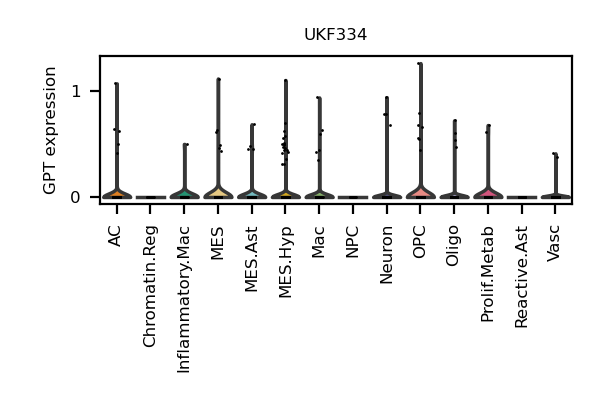 UKF334
GPT expression
1
0
AC
Chromatin.Reg
Inflammatory.Mac
MES
MES.Ast
MES.Hyp
Mac
NPC
Neuron
OPC
Oligo
Prolif.Metab
Reactive.Ast
Vasc